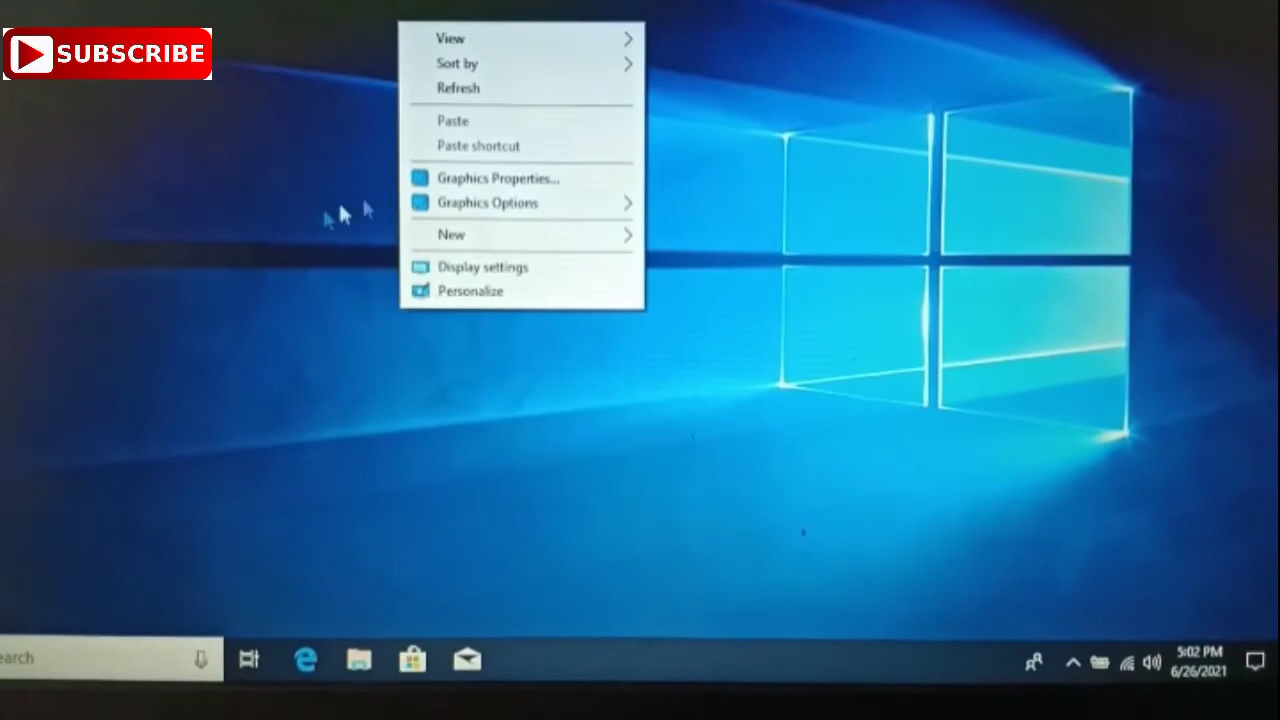 SUBSCRIBE
View
Sort by
Refresh
Paste
Paste shortcut
Graphics Properties...
Graphics Options
New
Display settings
Personalize
earch
5:02 PM
6/26/2021